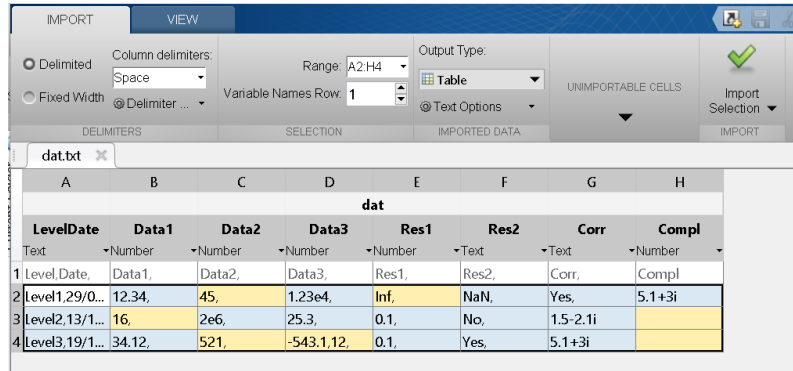 IMPORT VIEW
Delimited Column delimiters: Range: A2:H4 Output Type:
Space Table
Fixed Width Delimiter ... Variable Names Row: 1 Text Options UNIMPORTABLE CELLS Import Selection
DELIMITERS SELECTION IMPORTED DATA IMPORT
dat.txt
A B C D E F G H
dat
LevelDate Data1 Data2 Data3 Res1 Res2 Corr Compl
Text Number Number Number Number Text Text Number
1 Level,Date, Data1, Data2, Data3, Res1, Res2, Corr, Compl
2 Level1,29/0... 12.34, 45, 1.23e4, Inf, NaN, Yes, 5.1+3i
3 Level2,13/1... 16, 2e6, 25.3, 0.1, No, 1.5-2.1i
4 Level3,19/1... 34.12, 521, -543.1,12, 0.1, Yes, 5.1+3i